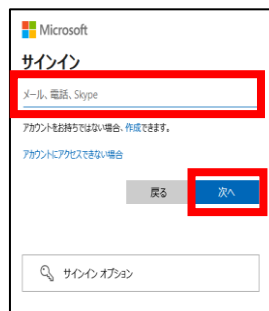 Microsoft
サインイン
メール、電話、Skype
アカウントをお持ちではない場合、作成できます。
アカウントにアクセスできない場合
戻る
次へ
サインイン オプション